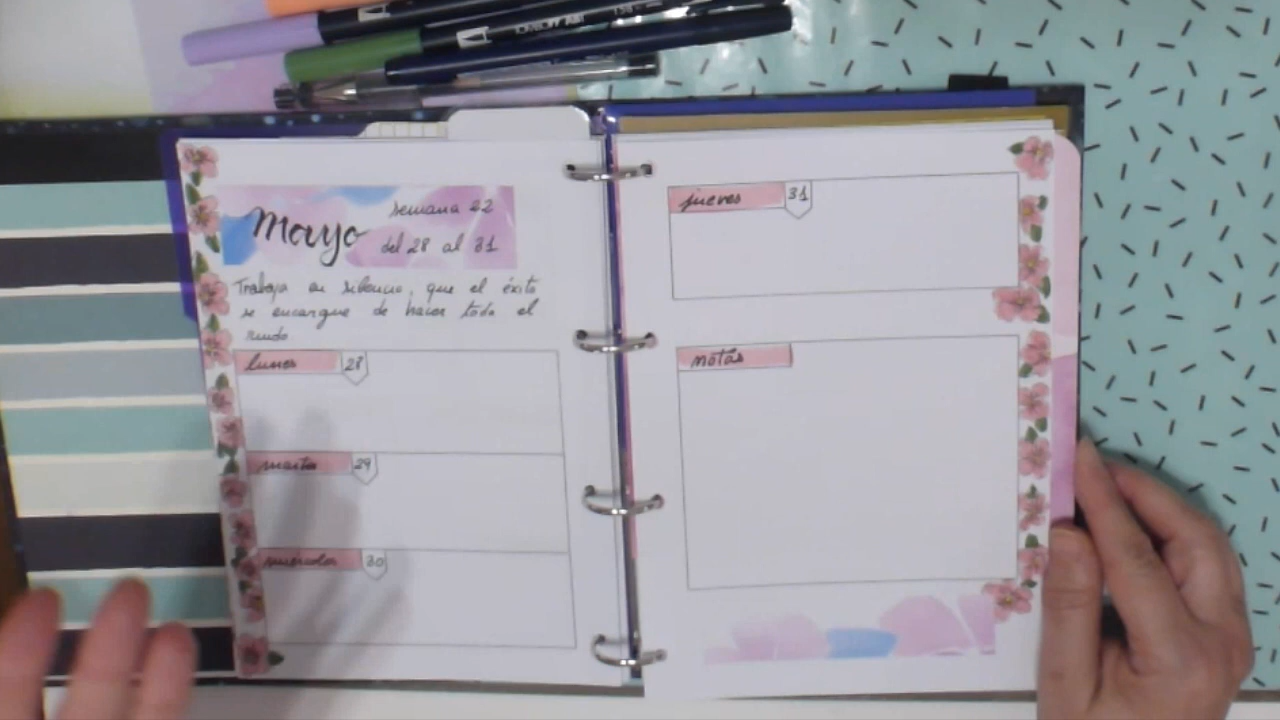 Mayo
semana 22
del 28 al 31
Trabaja en silencio, que el éxito
se encargue de hacer todo el
ruido
lunes 28
martes 29
miércoles 30
jueves 31
notas